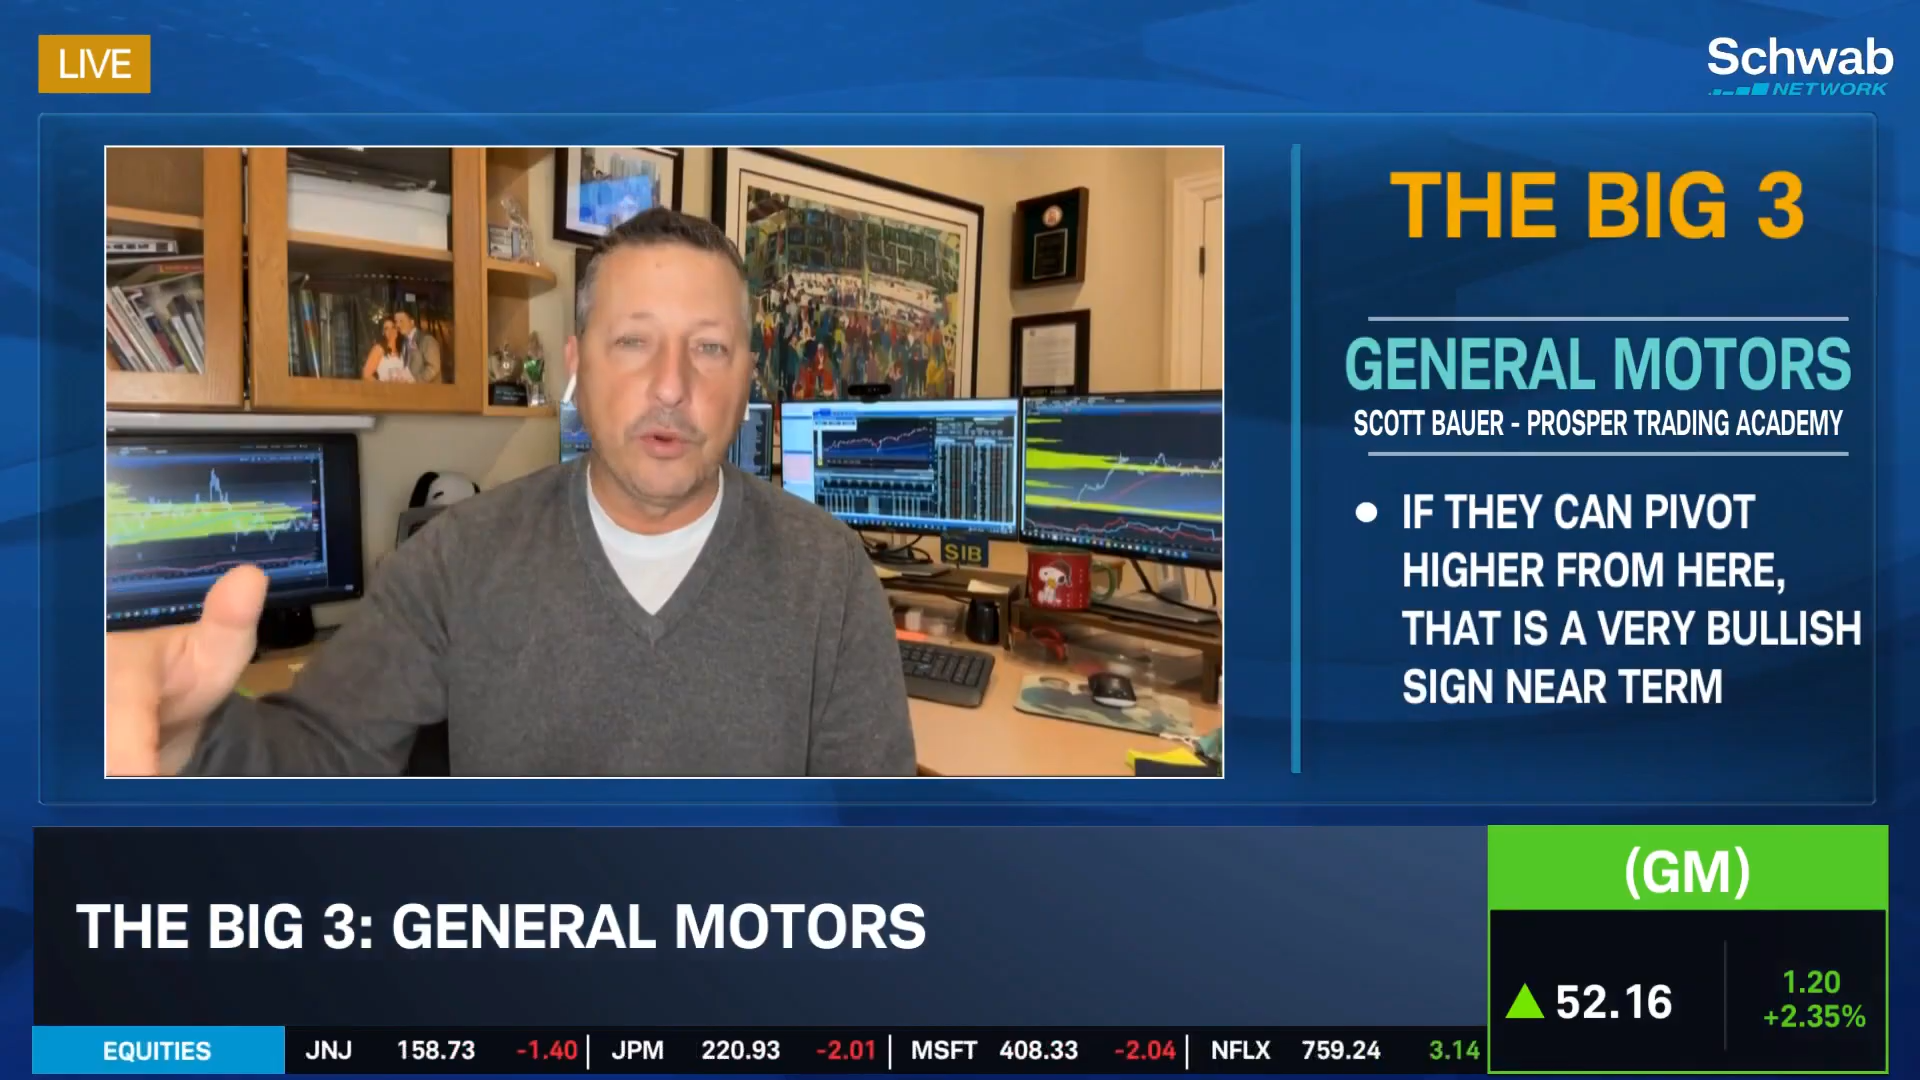 LIVE
Schwab
NETWORK
THE BIG 3
GENERAL MOTORS
SCOTT BAUER - PROSPER TRADING ACADEMY
● IF THEY CAN PIVOT
HIGHER FROM HERE,
THAT IS A VERY BULLISH
SIGN NEAR TERM
SIB
THE BIG 3: GENERAL MOTORS
(GM)
▲ 52.16
1.20
+2.35%
EQUITIES JNJ 158.73 -1.40 JPM 220.93 -2.01 MSFT 408.33 -2.04 NFLX 759.24 3.14